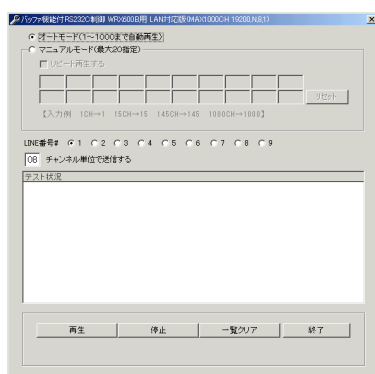 バッファ機能付RS232C制御 WRX600B用 LAN対応版(MAX1000CH 19200,N,8,1)
オートモード(1～1000まで自動再生)
マニュアルモード(最大20指定)
リピート再生する
リセット
【入力例 1CH→1 15CH→15 145CH→145 1000CH→1000】
LINE番号# 1 2 3 4 5 6 7 8 9
08 チャンネル単位で送信する
テスト状況
再生 停止 一覧クリア 終了